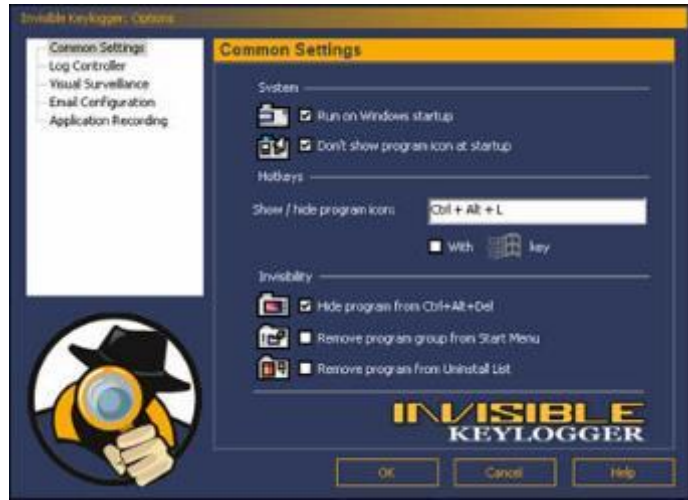 Invisible Keylogger: Options
Common Settings
Log Controller
Visual Surveillance
Email Configuration
Application Recording
Common Settings
System
Run on Windows startup
Don't show program icon at startup
Hotkeys
Show / hide program icon:
Ctrl + Alt + L
With key
Invisibility
Hide program from Ctrl+Alt+Del
Remove program group from Start Menu
Remove program from Uninstall List
INVISIBLE
KEYLOGGER
OK Cancel Help